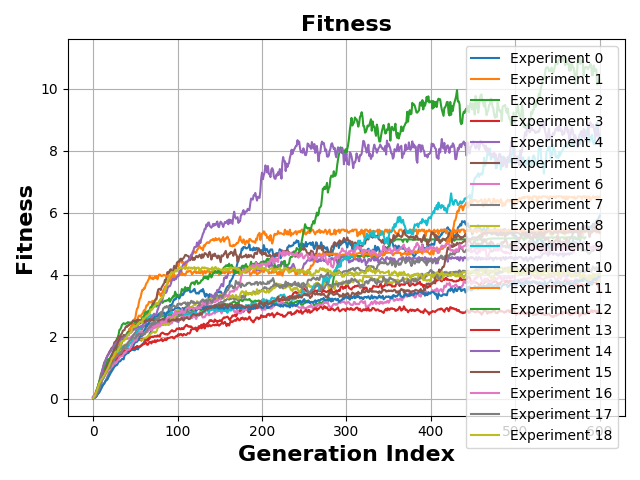 Fitness
Fitness
10
8
6
4
2
0
0
100
200
300
400
500
600
Generation Index
Experiment 0
Experiment 1
Experiment 2
Experiment 3
Experiment 4
Experiment 5
Experiment 6
Experiment 7
Experiment 8
Experiment 9
Experiment 10
Experiment 11
Experiment 12
Experiment 13
Experiment 14
Experiment 15
Experiment 16
Experiment 17
Experiment 18